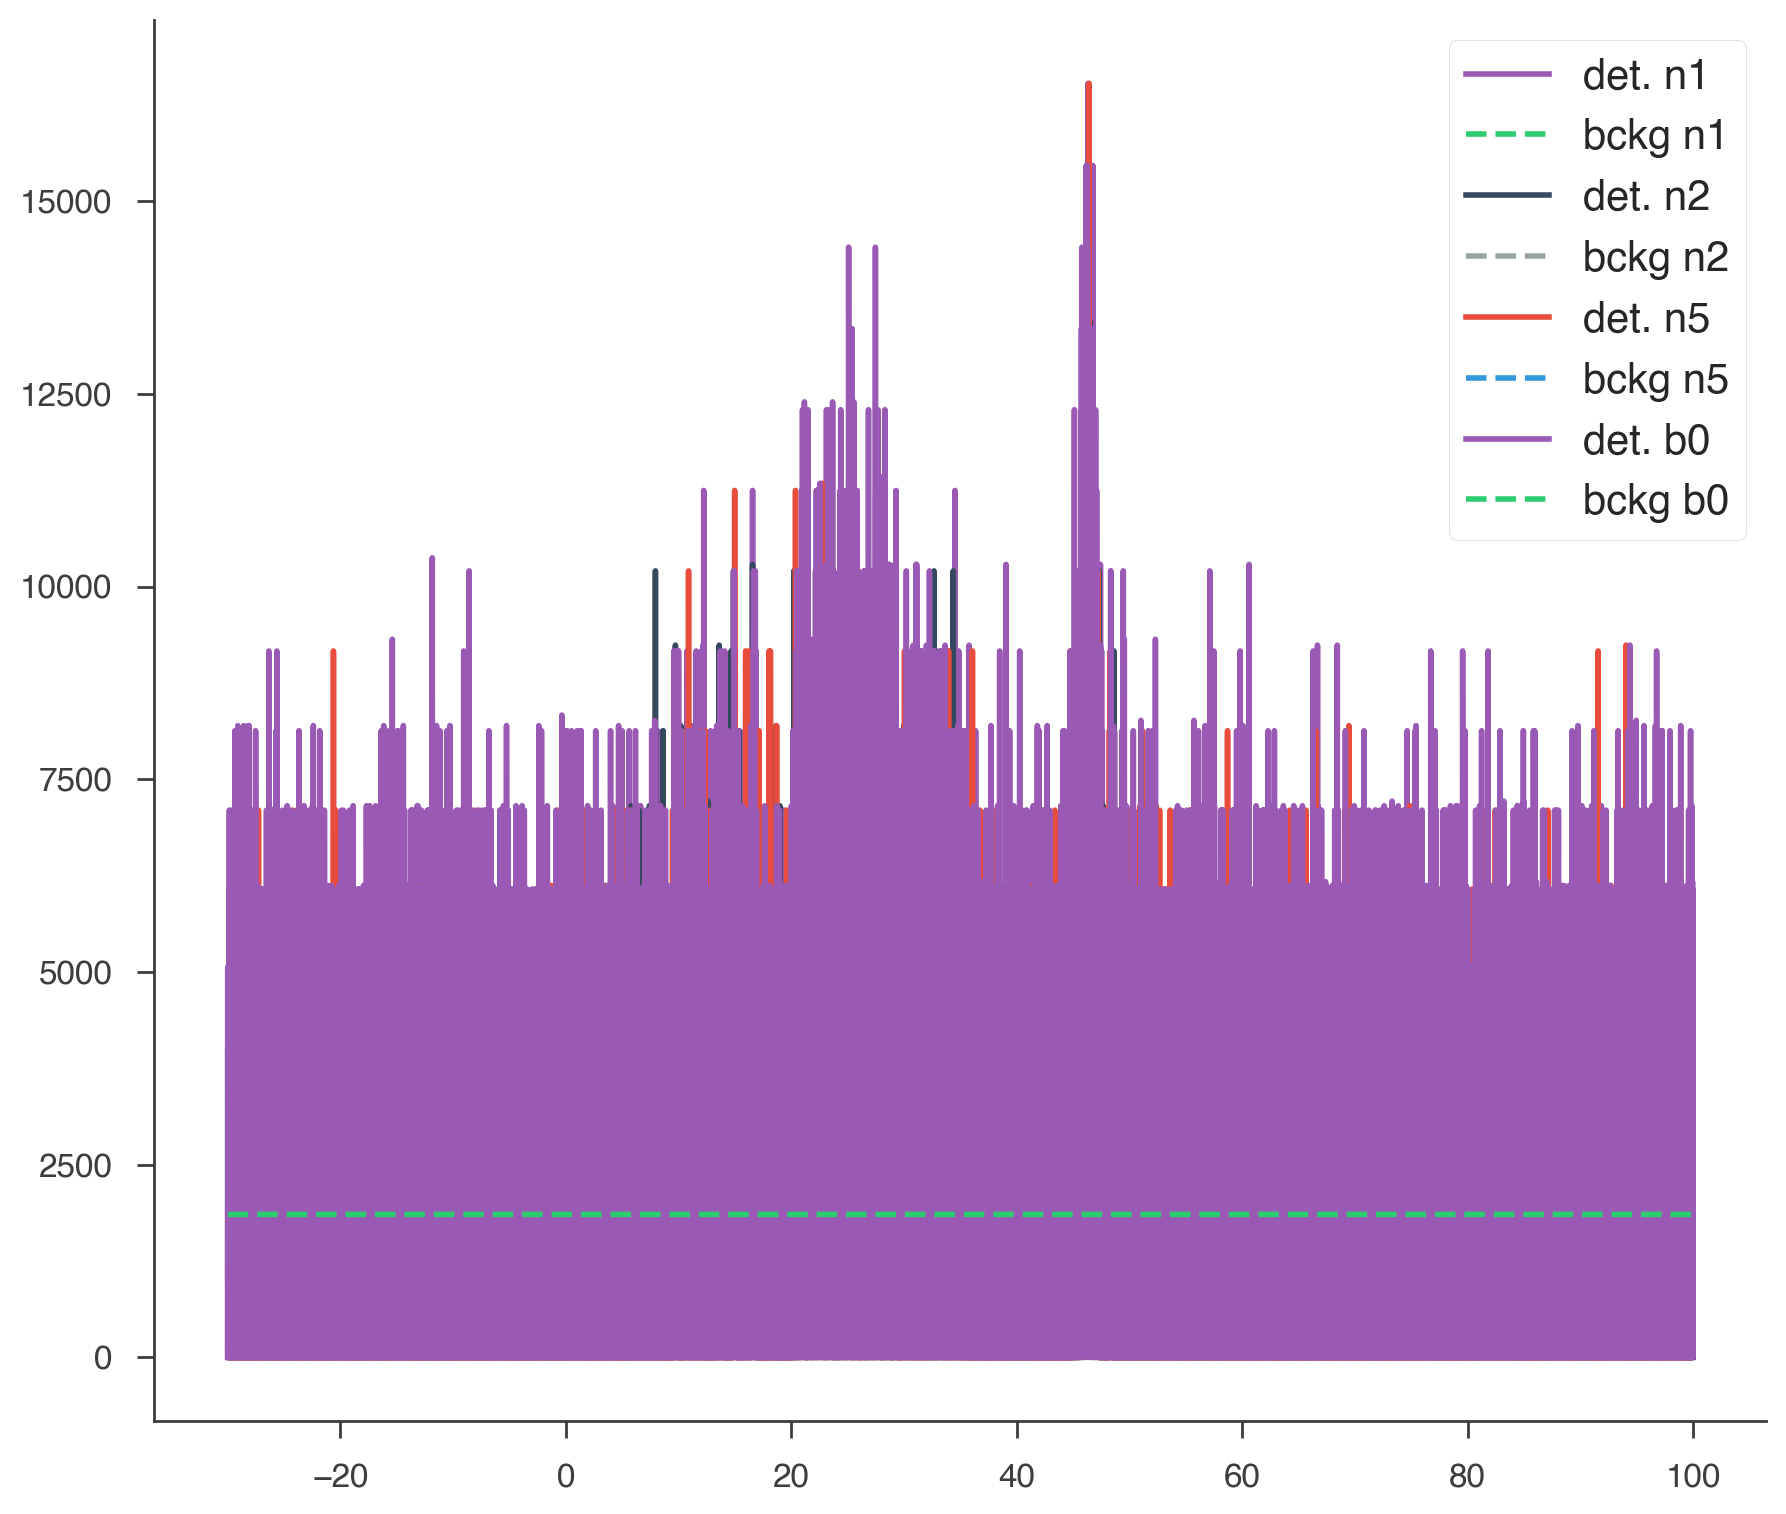 det. n1
bckg n1
det. n2
bckg n2
det. n5
bckg n5
det. b0
bckg b0
15000
12500
10000
7500
5000
2500
0
−20 0 20 40 60 80 100